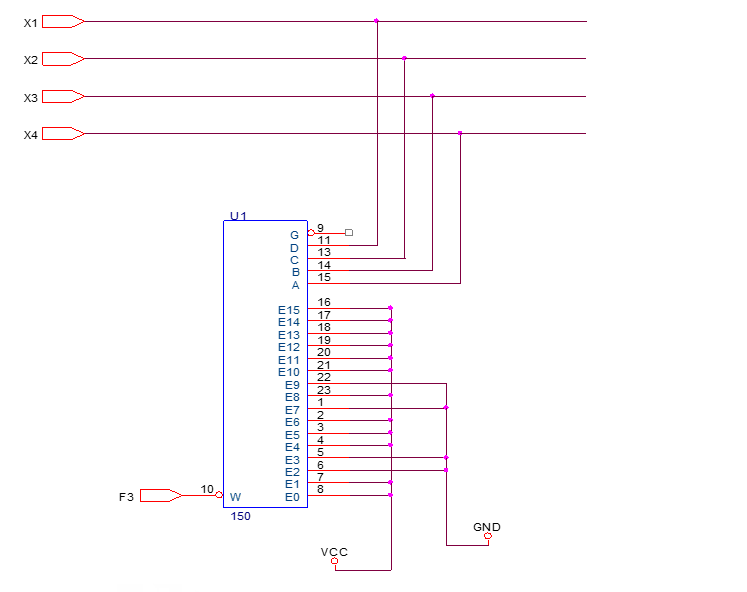 X1
X2
X3
X4
U1
G 9
D 11
C 13
B 14
A 15
E15 16
E14 17
E13 18
E12 19
E11 20
E10 21
E9 22
E8 23
E7 1
E6 2
E5 3
E4 4
E3 5
E2 6
E1 7
F3 10 W E0 8
150
GND
VCC